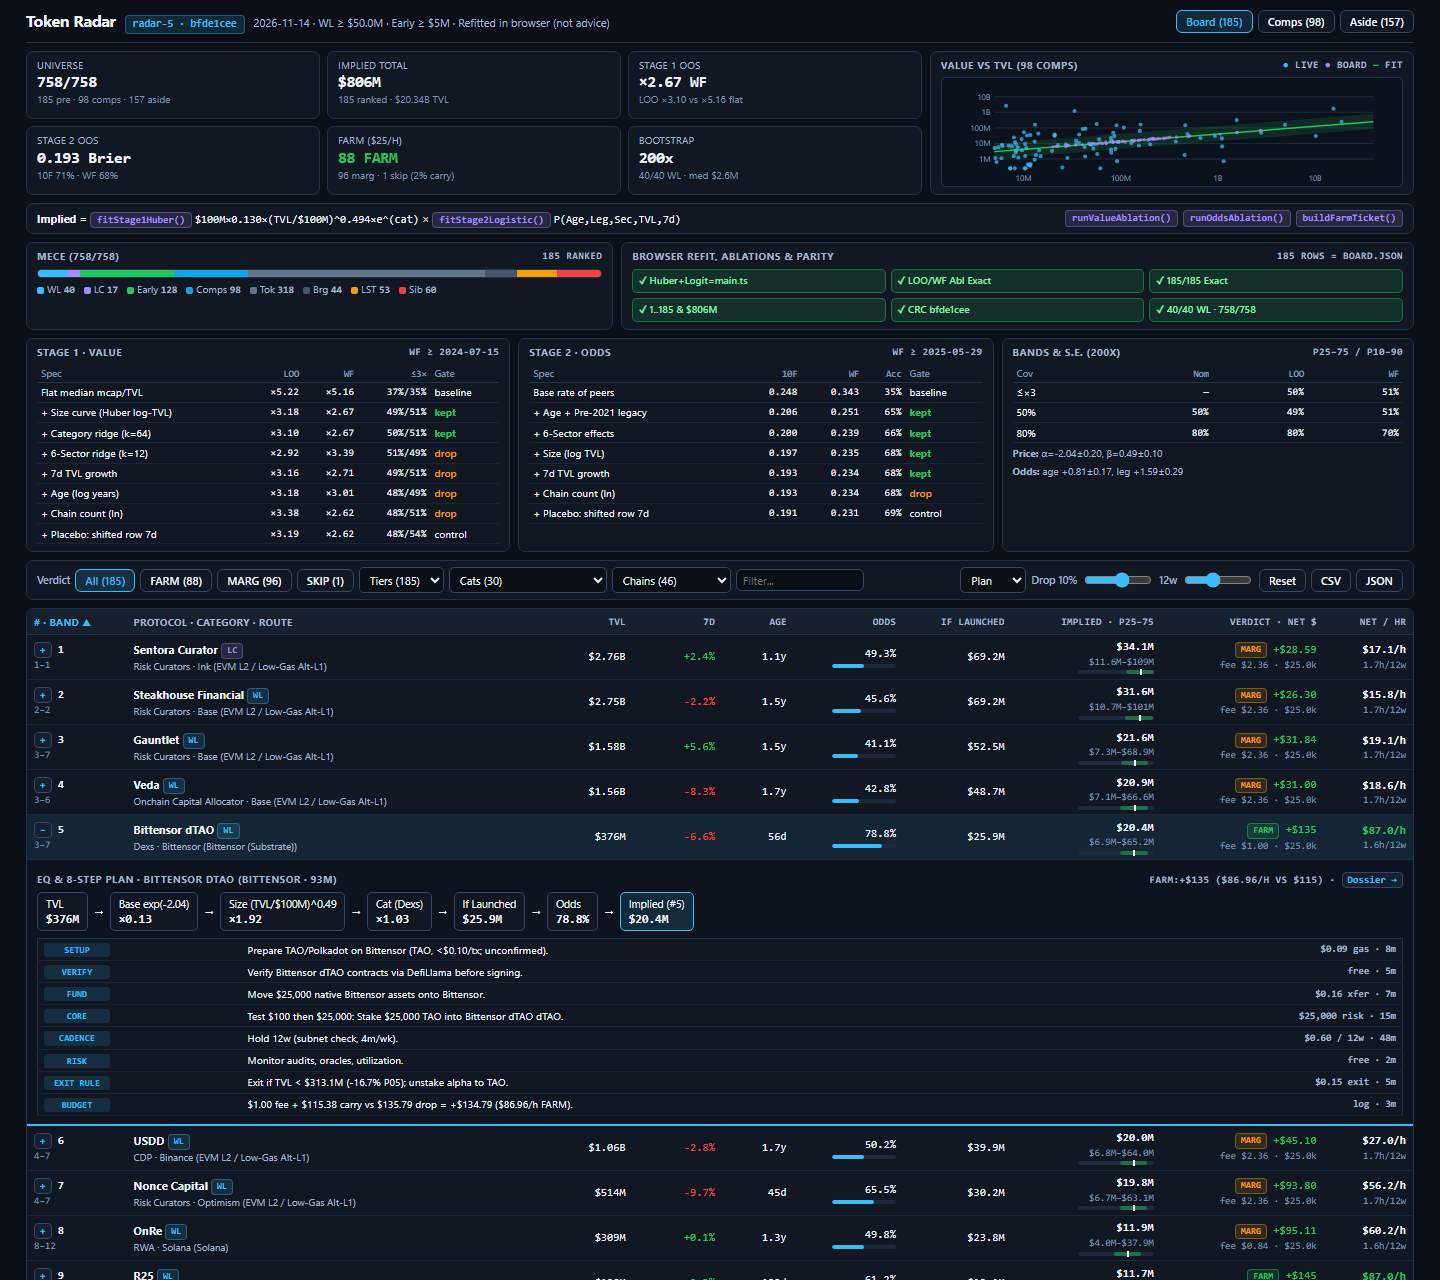 Token Radar radar-5 · bfde1cee 2026-11-14 · WL ≥ $50.0M · Early ≥ $5M · Refitted in browser (not advice) Board (185) Comps (98) Aside (157)
UNIVERSE
758/758
185 pre · 98 comps · 157 aside
IMPLIED TOTAL
$806M
185 ranked · $20.34B TVL
STAGE 1 OOS
×2.67 WF
LOO ×3.10 vs ×5.16 flat
STAGE 2 OOS
0.193 Brier
10F 71% · WF 68%
FARM ($25/H)
88 FARM
96 marg · 1 skip (2% carry)
BOOTSTRAP
200x
40/40 WL · med $2.6M
VALUE VS TVL (98 COMPS) LIVE BOARD FIT
10B
1B
100M
10M
1M
10M 100M 1B 10B
Implied = fitStage1Huber() $100M×0.130×(TVL/$100M)^0.494×e^(cat) × fitStage2Logistic() P(Age,Leg,Sec,TVL,7d) runValueAblation() runOddsAblation() buildFarmTicket()
MECE (758/758) 185 RANKED
WL 40 LC 17 Early 128 Comps 98 Tok 318 Brg 44 LST 53 Sib 60
BROWSER REFIT, ABLATIONS & PARITY 185 ROWS = BOARD.JSON
✓ Huber+Logit=main.ts ✓ LOO/WF Abl Exact ✓ 185/185 Exact
✓ 1..185 & $806M ✓ CRC bfde1cee ✓ 40/40 WL · 758/758
STAGE 1 · VALUE WF ≥ 2024-07-15
Spec LOO WF ≤3× Gate
Flat median mcap/TVL ×5.22 ×5.16 37%/35% baseline
+ Size curve (Huber log-TVL) ×3.18 ×2.67 49%/51% kept
+ Category ridge (k=64) ×3.10 ×2.67 50%/51% kept
+ 6-Sector ridge (k=12) ×2.92 ×3.39 51%/49% drop
+ 7d TVL growth ×3.16 ×2.71 49%/51% drop
+ Age (log years) ×3.18 ×3.01 48%/49% drop
+ Chain count (ln) ×3.38 ×2.62 48%/51% drop
+ Placebo: shifted row 7d ×3.19 ×2.62 48%/54% control
STAGE 2 · ODDS WF ≥ 2025-05-29
Spec 10F WF Acc Gate
Base rate of peers 0.248 0.343 35% baseline
+ Age + Pre-2021 legacy 0.206 0.251 65% kept
+ 6-Sector effects 0.200 0.239 66% kept
+ Size (log TVL) 0.197 0.235 68% kept
+ 7d TVL growth 0.193 0.234 68% kept
+ Chain count (ln) 0.193 0.234 68% drop
+ Placebo: shifted row 7d 0.191 0.231 69% control
BANDS & S.E. (200X) P25-75 / P10-90
Cov Nom LOO WF
≤×3 — 50% 51%
50% 50% 49% 51%
80% 80% 80% 70%
Price: α=-2.04±0.20, β=0.49±0.10
Odds: age +0.81±0.17, leg +1.59±0.29
Verdict All (185) FARM (88) MARG (96) SKIP (1) Tiers (185) Cats (30) Chains (46) Filter... Plan Drop 10% 12w Reset CSV JSON
# · BAND ▲ PROTOCOL · CATEGORY · ROUTE TVL 7D AGE ODDS IF LAUNCHED IMPLIED · P25-75 VERDICT · NET $ NET / HR
+ 1 Sentora Curator LC $2.76B +2.4% 1.1y 49.3% $69.2M $34.1M MARG +$28.59 $17.1/h
1–1 Risk Curators · Ink (EVM L2 / Low-Gas Alt-L1) $11.6M–$109M fee $2.36 · $25.0k 1.7h/12w
+ 2 Steakhouse Financial WL $2.75B -2.2% 1.5y 45.6% $69.2M $31.6M MARG +$26.30 $15.8/h
2–2 Risk Curators · Base (EVM L2 / Low-Gas Alt-L1) $10.7M–$101M fee $2.36 · $25.0k 1.7h/12w
+ 3 Gauntlet WL $1.58B +5.6% 1.5y 41.1% $52.5M $21.6M MARG +$31.84 $19.1/h
3–7 Risk Curators · Base (EVM L2 / Low-Gas Alt-L1) $7.3M–$68.9M fee $2.36 · $25.0k 1.7h/12w
+ 4 Veda WL $1.56B -8.3% 1.7y 42.8% $48.7M $20.9M MARG +$31.00 $18.6/h
3–6 Onchain Capital Allocator · Base (EVM L2 / Low-Gas Alt-L1) $7.1M–$66.6M fee $2.36 · $25.0k 1.7h/12w
− 5 Bittensor dTAO WL $376M -6.6% 56d 78.8% $25.9M $20.4M FARM +$135 $87.0/h
3–7 Dexs · Bittensor (Bittensor (Substrate)) $6.9M–$65.2M fee $1.00 · $25.0k 1.6h/12w
EQ & 8-STEP PLAN · BITTENSOR DTAO (BITTENSOR · 93M) FARM:+$135 ($86.96/H VS $115) · Dossier →
TVL → Base exp(-2.04) → Size (TVL/$100M)^0.49 → Cat (Dexs) → If Launched → Odds → Implied (#5)
$376M ×0.13 ×1.92 ×1.03 $25.9M 78.8% $20.4M
SETUP Prepare TAO/Polkadot on Bittensor (TAO, <$0.10/tx; unconfirmed). $0.09 gas · 8m
VERIFY Verify Bittensor dTAO contracts via DefiLlama before signing. free · 5m
FUND Move $25,000 native Bittensor assets onto Bittensor. $0.16 xfer · 7m
CORE Test $100 then $25,000: Stake $25,000 TAO into Bittensor dTAO dTAO. $25,000 risk · 15m
CADENCE Hold 12w (subnet check, 4m/wk). $0.60 / 12w · 48m
RISK Monitor audits, oracles, utilization. free · 2m
EXIT RULE Exit if TVL < $313.1M (-16.7% P05); unstake alpha to TAO. $0.15 exit · 5m
BUDGET $1.00 fee + $115.38 carry vs $135.79 drop = +$134.79 ($86.96/h FARM). log · 3m
+ 6 USDD WL $1.06B -2.8% 1.7y 50.2% $39.9M $20.0M MARG +$45.10 $27.0/h
4–7 CDP · Binance (EVM L2 / Low-Gas Alt-L1) $6.8M–$64.0M fee $2.36 · $25.0k 1.7h/12w
+ 7 Nonce Capital WL $514M -9.7% 45d 65.5% $30.2M $19.8M MARG +$93.80 $56.2/h
4–7 Risk Curators · Optimism (EVM L2 / Low-Gas Alt-L1) $6.7M–$63.1M fee $2.36 · $25.0k 1.7h/12w
+ 8 OnRe WL $309M +0.1% 1.3y 49.8% $23.8M $11.9M MARG +$95.11 $60.2/h
8–12 RWA · Solana (Solana) $4.0M–$37.9M fee $0.84 · $25.0k 1.6h/12w
+ 9 R25 WL $11.7M FARM +$145 $87.0/h